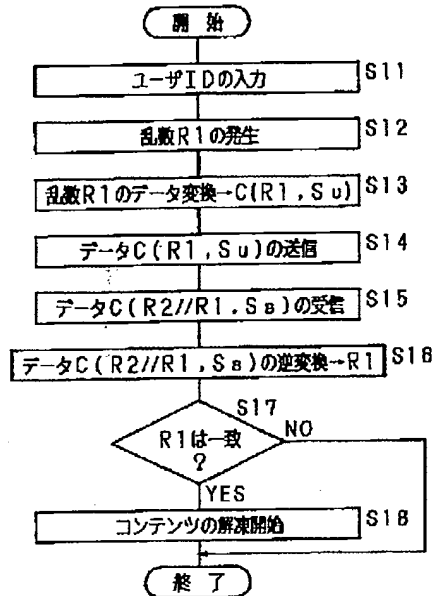 開始
ユーザIDの入力 S11
乱数R1の発生 S12
乱数R1のデータ変換→C(R1,Su) S13
データC(R1,Su)の送信 S14
データC(R2//R1,Ss)の受信 S15
データC(R2//R1,Ss)の逆変換→R1 S16
S17
R1は一致
?
NO
YES
コンテンツの解凍開始 S18
終了